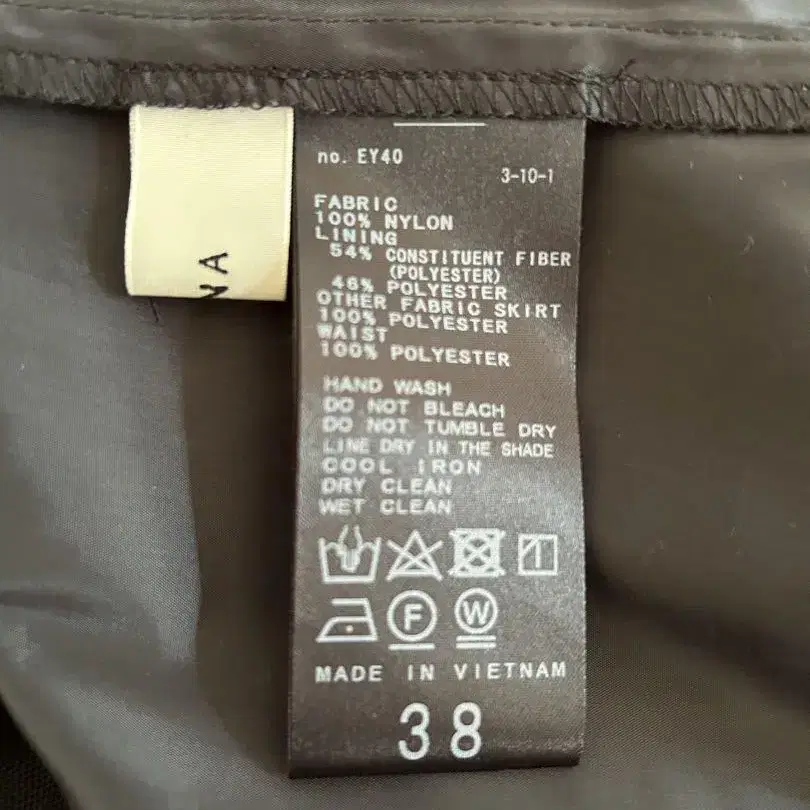 no. EY40
3-10-1
FABRIC
100% NYLON
LINING
54% CONSTITUENT FIBER
(POLYESTER)
46% POLYESTER
OTHER FABRIC SKIRT
100% POLYESTER
WAIST
100% POLYESTER
HAND WASH
DO NOT BLEACH
DO NOT TUMBLE DRY
LINE DRY IN THE SHADE
COOL IRON
DRY CLEAN
WET CLEAN
F W
MADE IN VIETNAM
38
NA